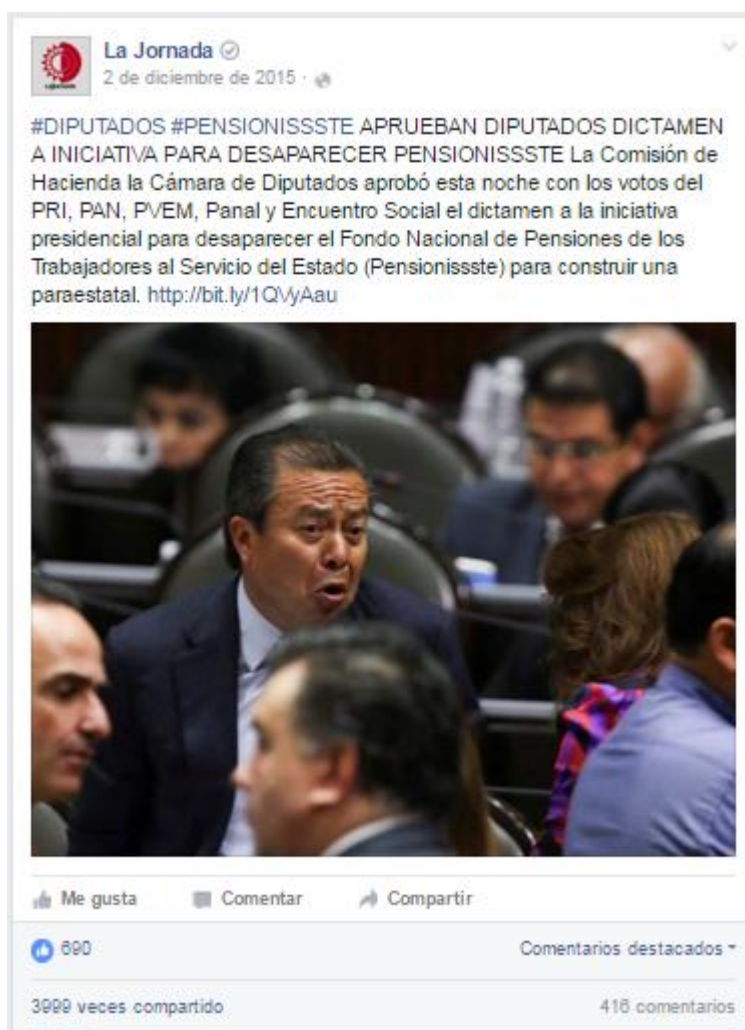 La Jornada
2 de diciembre de 2015 ·
#DIPUTADOS #PENSIONISSSTE APRUEBAN DIPUTADOS DICTAMEN
A INICIATIVA PARA DESAPARECER PENSIONISSSTE La Comisión de
Hacienda la Cámara de Diputados aprobó esta noche con los votos del
PRI, PAN, PVEM, Panal y Encuentro Social el dictamen a la iniciativa
presidencial para desaparecer el Fondo Nacional de Pensiones de los
Trabajadores al Servicio del Estado (Pensionissste) para construir una
paraestatal. http://bit.ly/1QVyAau
Me gusta Comentar Compartir
690 Comentarios destacados
3999 veces compartido 416 comentarios